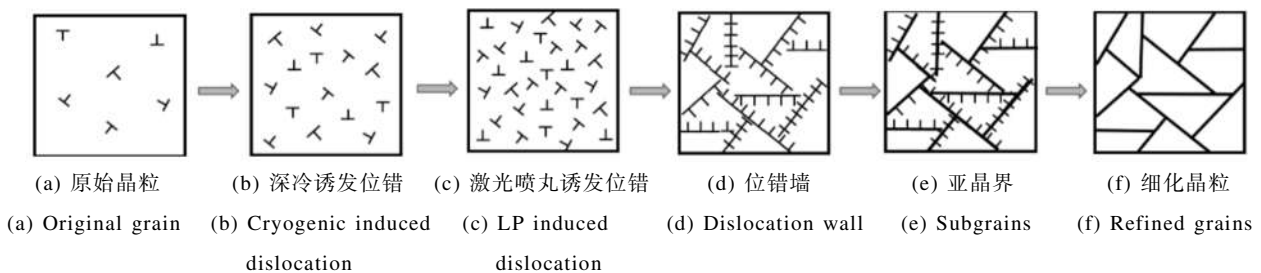 (a) 原始晶粒 (b) 深冷诱发位错 (c) 激光喷丸诱发位错 (d) 位错墙 (e) 亚晶界 (f) 细化晶粒
(a) Original grain (b) Cryogenic induced (c) LP induced (d) Dislocation wall (e) Subgrains (f) Refined grains
dislocation dislocation